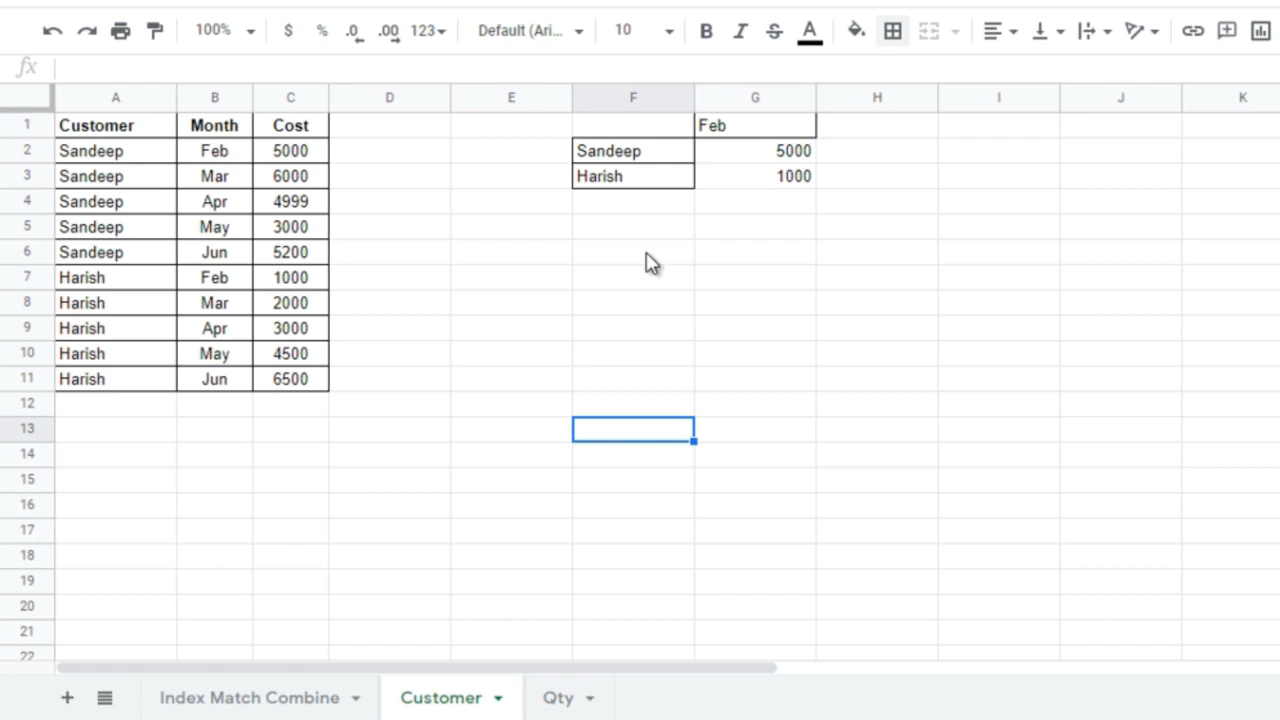 100% $ % .0 .00 123 Default (Ari... 10 B I S A
fx
A B C D E F G H I J K
1 Customer Month Cost Feb
2 Sandeep Feb 5000 Sandeep 5000
3 Sandeep Mar 6000 Harish 1000
4 Sandeep Apr 4999
5 Sandeep May 3000
6 Sandeep Jun 5200
7 Harish Feb 1000
8 Harish Mar 2000
9 Harish Apr 3000
10 Harish May 4500
11 Harish Jun 6500
12
13
14
15
16
17
18
19
20
21
22
+ Index Match Combine Customer Qty